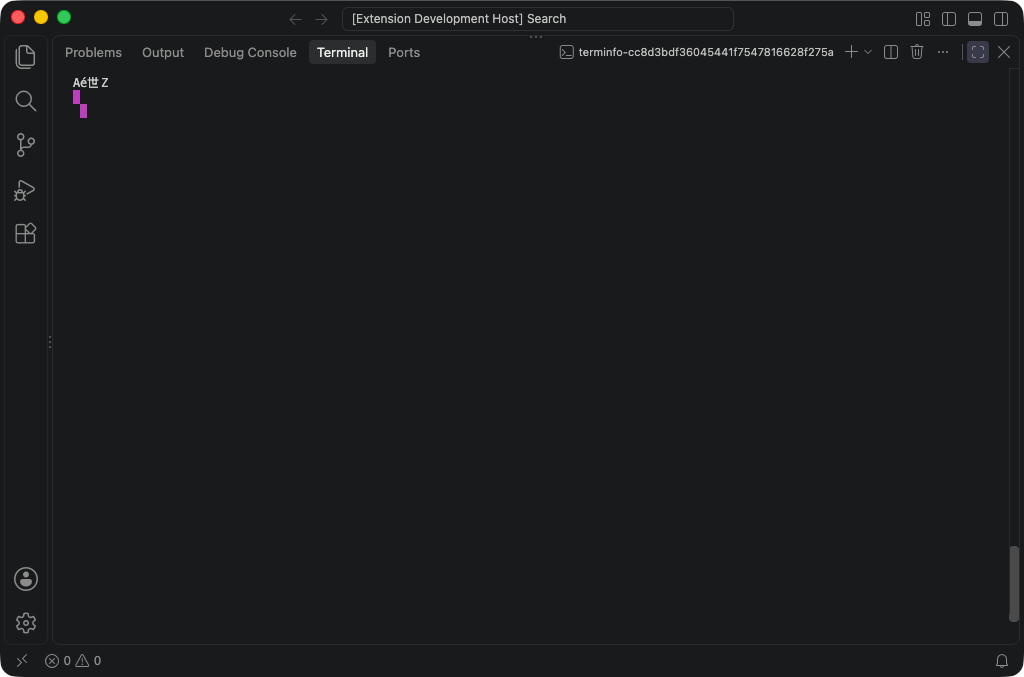 [Extension Development Host] Search
Problems Output Debug Console Terminal Ports terminfo-cc8d3bdf36045441f7547816628f275a
Aé世 Z
0 0